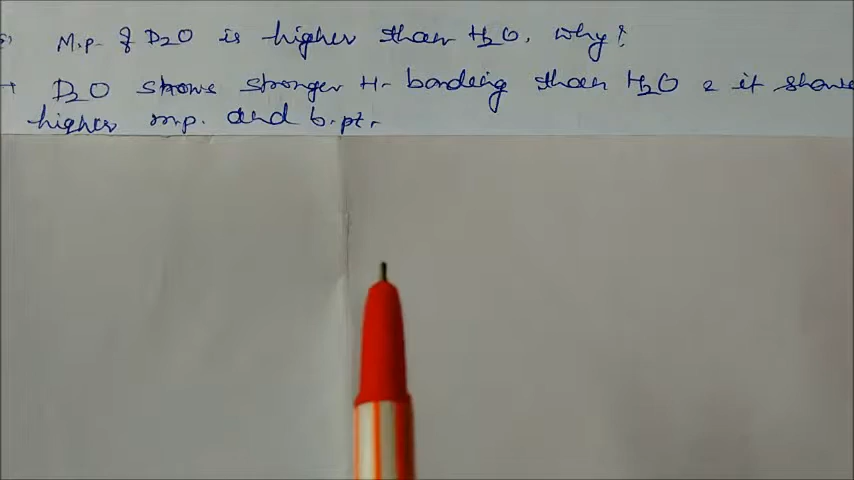 M.p. of D2O is higher than H2O. why?
→ D2O shows stronger H-bonding than H2O & it shows
higher m.p. and b.pt.